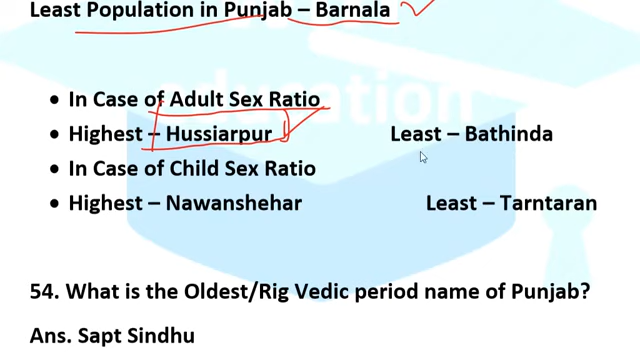 Least Population in Punjab – Barnala
• In Case of Adult Sex Ratio
• Highest – Hussiarpur Least – Bathinda
• In Case of Child Sex Ratio
• Highest – Nawanshehar Least – Tarntaran
54. What is the Oldest/Rig Vedic period name of Punjab?
Ans. Sapt Sindhu
education